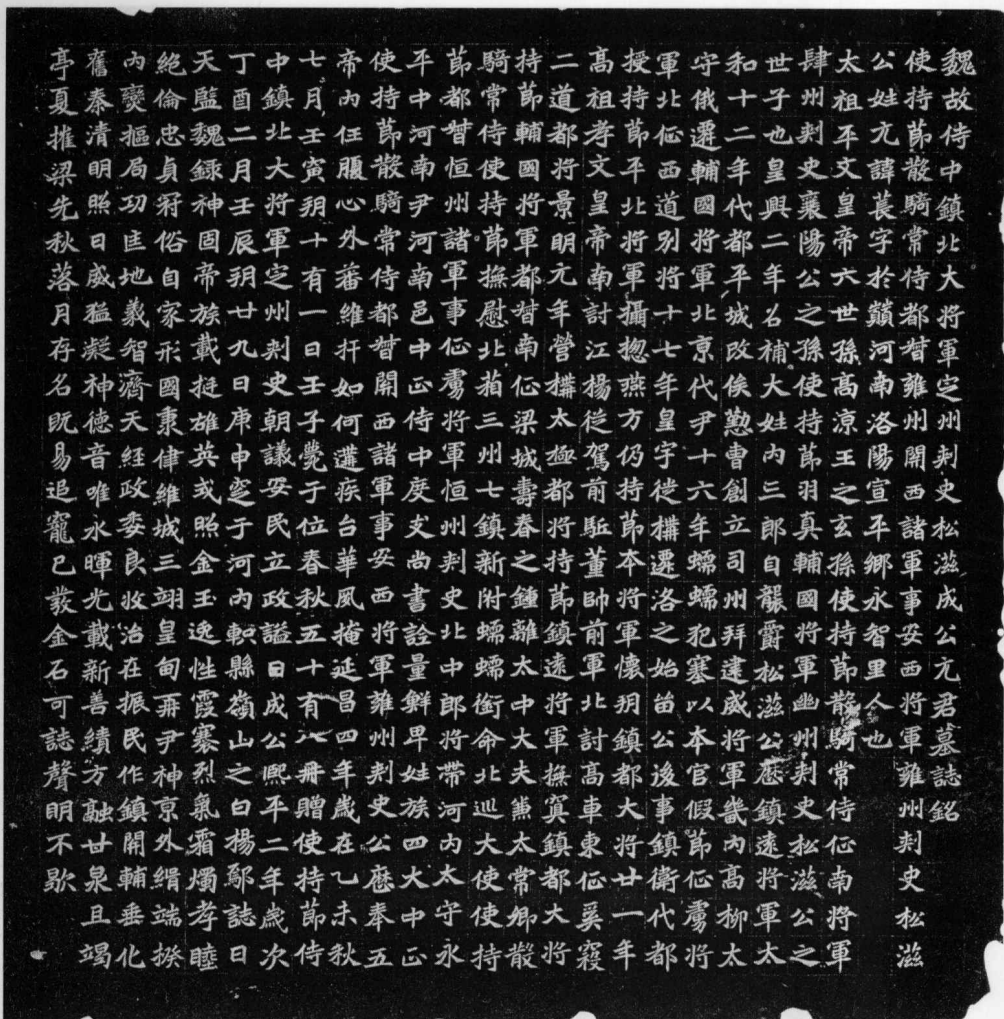 魏故侍中鎮北大將軍定州刺史松滋成公元君墓誌銘
使持節散騎常侍都督雍州關西諸軍事安西將軍雍州刺史松滋
公姓元諱萇字於巔河南洛陽宣平鄉永智里人也
太祖平文皇帝六世孫高涼王之玄孫使持節散騎常侍征南將軍
肆州刺史襄陽公之孫使持節羽真輔國將軍幽州刺史松滋公之
世子也皇興二年召補大姓內三郎自襲爵松滋公歷鎮遠將軍太
和十二年代都平城改俟懃曹創立司州拜建威將軍畿內高柳太
守俄遷輔國將軍北京代尹十六年蠕蠕犯塞以本官假節征虜將
軍北征西道別將十七年皇宇徙構遷洛之始留公後事鎮衛代都
授持節平北將軍攝揔燕方仍持節本將軍懷朔鎮都大將廿一年
高祖孝文皇帝南討江楊從駕前駈董帥前軍北討高車東征奚寇
二道都將景明元年營構太極都將持節鎮遠將軍撫冥鎮都大將
持節輔國將軍都督南征梁城壽春之鍾離太中大夫兼太常卿散
騎常侍使持節撫慰北萢三州七鎮新附蠕蠕銜命北巡大使使持
節都督恒州諸軍事征虜將軍恒州刺史北中郎將帶河內太守永
平中河南尹河南邑中正侍中度支尚書詮量鮮卑姓族四大中正
使持節散騎常侍都督關西諸軍事安西將軍雍州刺史公歷奉五
帝內任腹心外蕃維扞如何遘疾台華風掩延昌四年歲在乙未秋
七月壬寅朔十有一日壬子薨于位春秋五十有八冊贈使持節侍
中鎮北大將軍定州刺史朝議安民立政謚曰成公熙平二年歲次
丁酉二月壬辰朔廿九日庚申窆于河內軹縣嶺山之白楊鄔誌曰
天監魏錄神固帝族載挺雄英或照金玉逸性霞褰烈氣霜燭孝睦
絕倫忠貞冠俗自家形國秉律維城三翊皇甸再尹神京外緝端揆
內變摳局功匡地義智濟天經政委良收治在振民作鎮關輔垂化
舊秦清明照日威猛凝神德音唯永暉光載新善績方融甘泉且竭
亭夏摧梁先秋落月存名既易追寵已發金石可誌聲明不歇